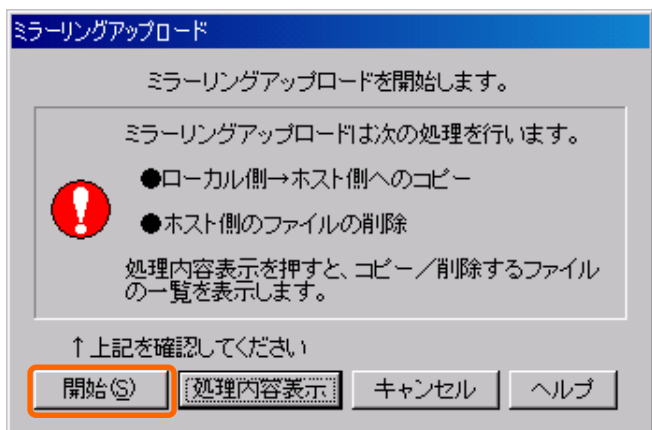 ミラーリングアップロード
ミラーリングアップロードを開始します。
ミラーリングアップロードは次の処理を行います。
●ローカル側→ホスト側へのコピー
●ホスト側のファイルの削除
処理内容表示を押すと、コピー／削除するファイル
の一覧を表示します。
↑上記を確認してください
開始(S) 処理内容表示 キャンセル ヘルプ